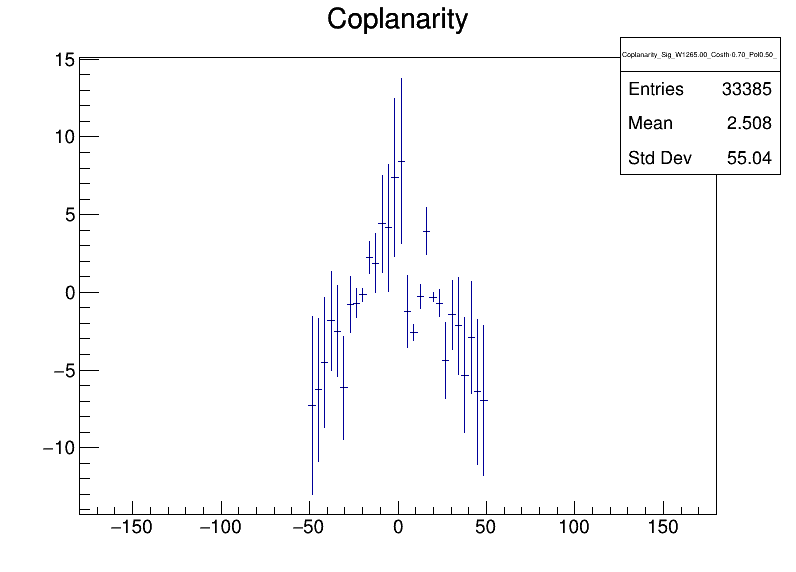 Coplanarity
Coplanarity_Sig_W1265.00_Costh-0.70_Pol0.50_
Entries 33385
Mean 2.508
Std Dev 55.04
15
10
5
0
−5
−10
−150 −100 −50 0 50 100 150